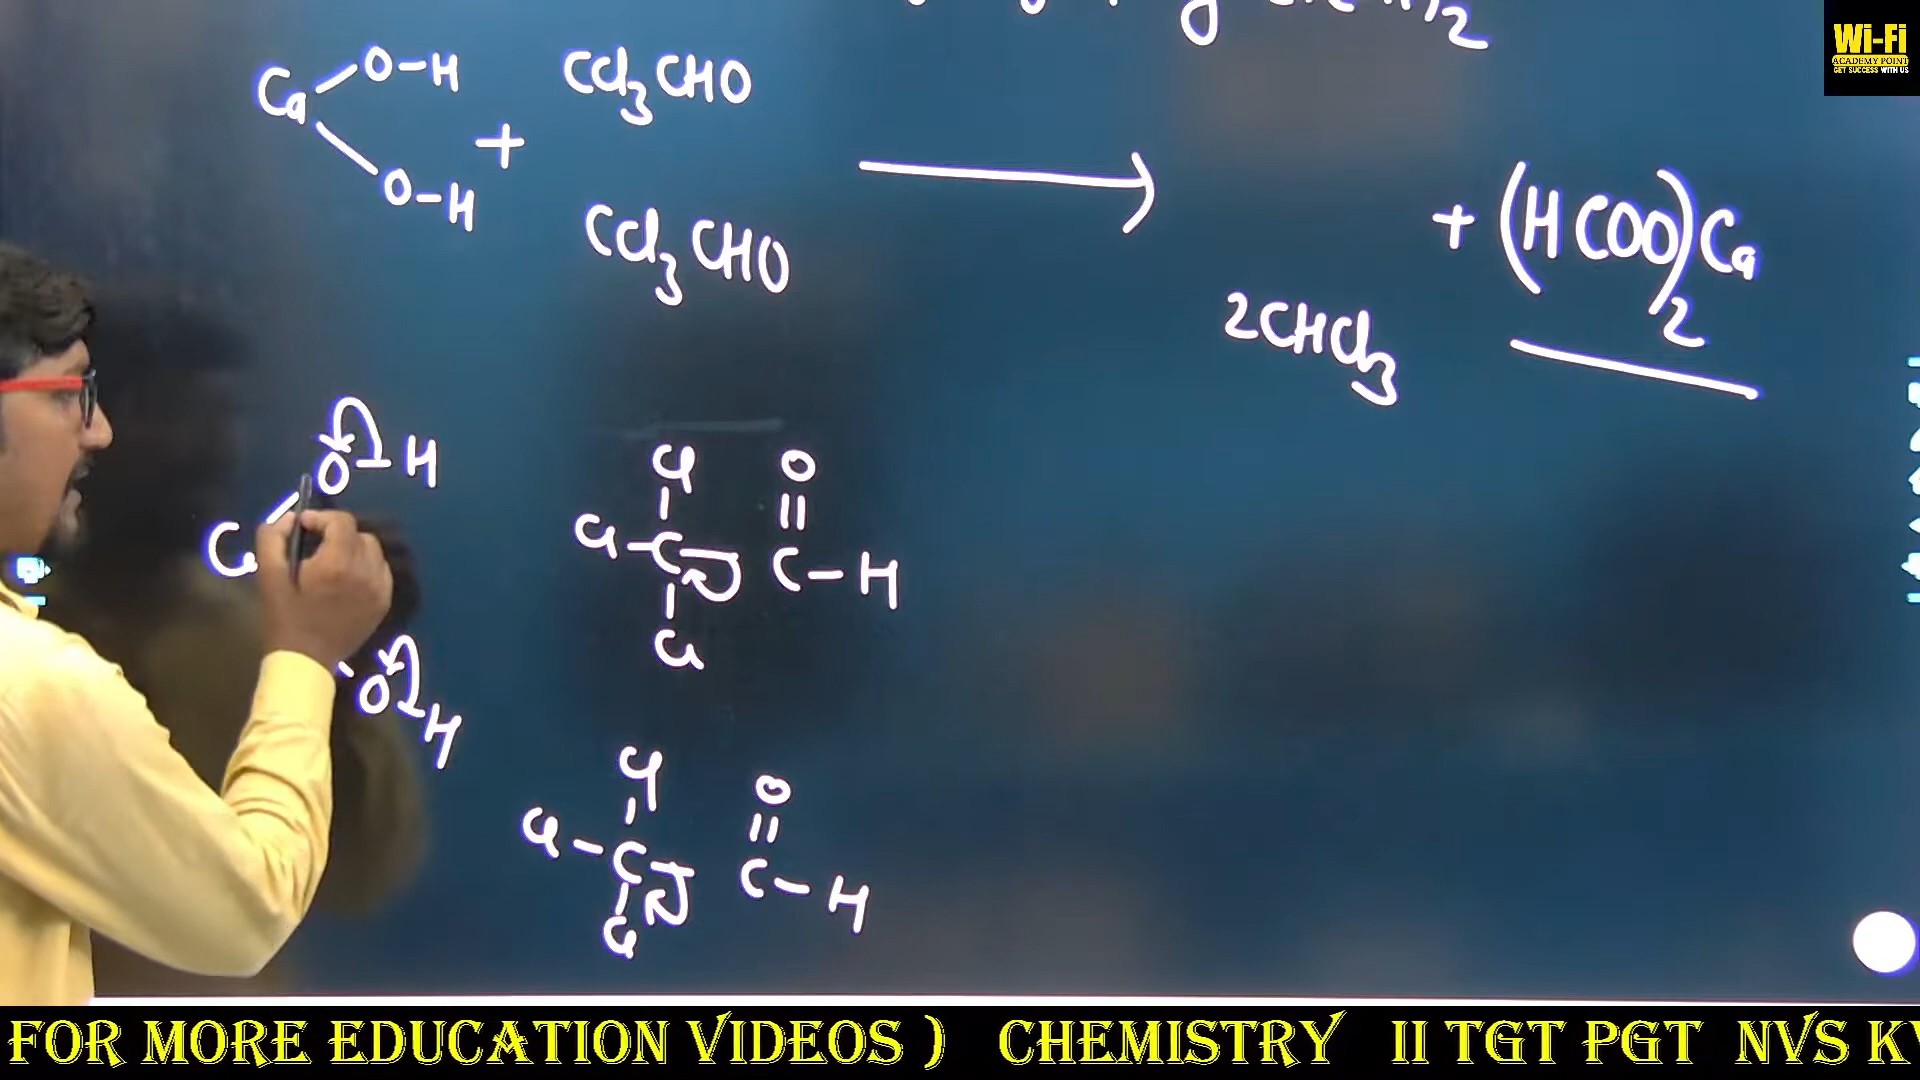 Wi-Fi
ACADEMY POINT
GET SUCCESS WITH US
Ca
O-H
O-H
+
CCl3CHO
CCl3CHO
2CHCl3
+ (HCOO)2Ca
O H
Cl
O
Cl-C
C-H
Cl
O H
Cl
O
Cl-C
C-H
Cl
FOR MORE EDUCATION VIDEOS ) CHEMISTRY II TGT PGT NVS KV